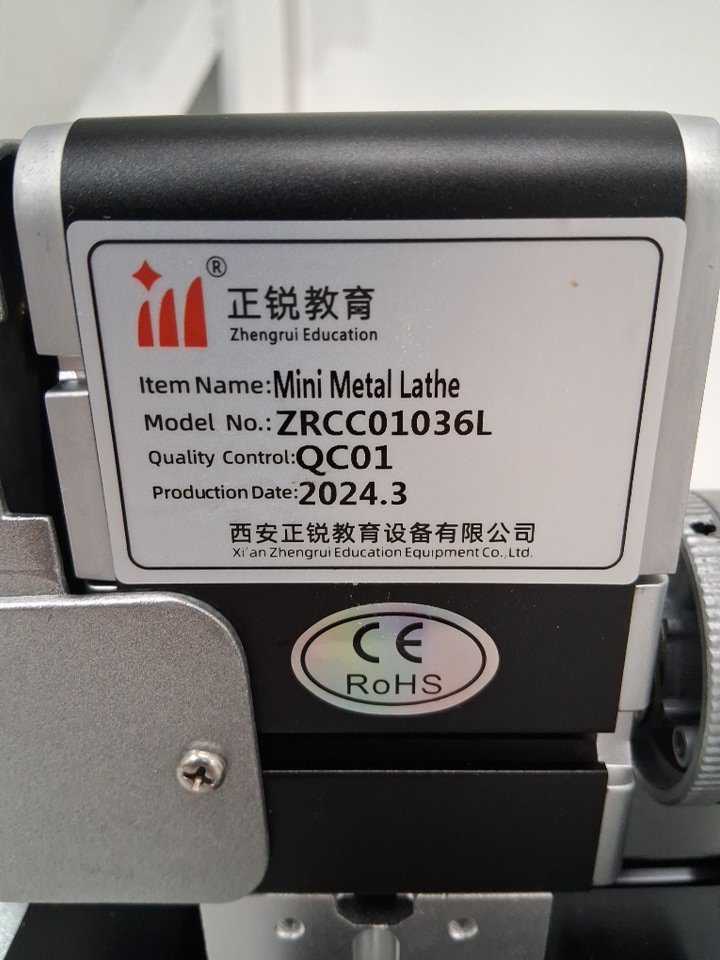 ®
正锐教育
Zhengrui Education
Item Name:Mini Metal Lathe
Model No.:ZRCC01036L
Quality Control:QC01
Production Date:2024.3
西安正锐教育设备有限公司
Xi'an Zhengrui Education Equipment Co., Ltd.
CE
RoHS